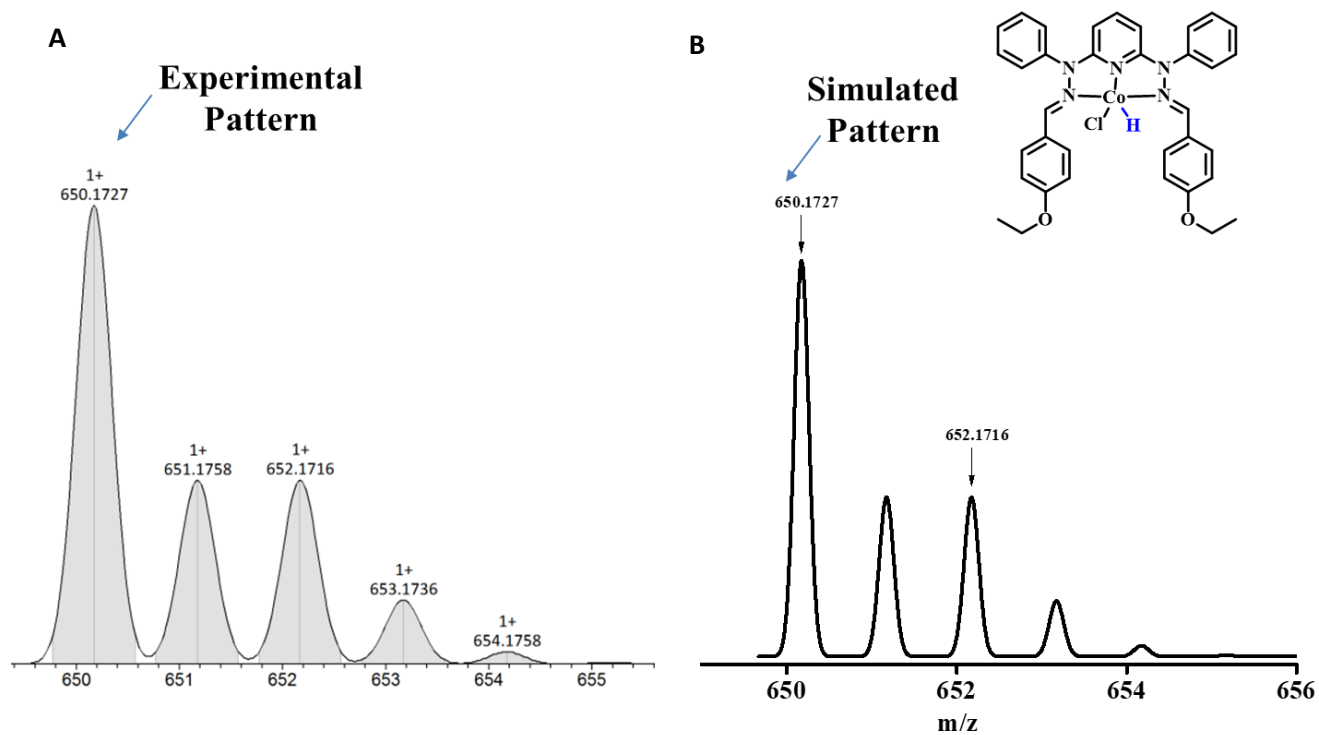 A
Experimental
Pattern
1+
650.1727
1+
651.1758
1+
652.1716
1+
653.1736
1+
654.1758
650
651
652
653
654
655
B
Simulated
Pattern
650.1727
652.1716
650
652
654
656
m/z
N
N
N
N
Co
N
Cl
H
O
O